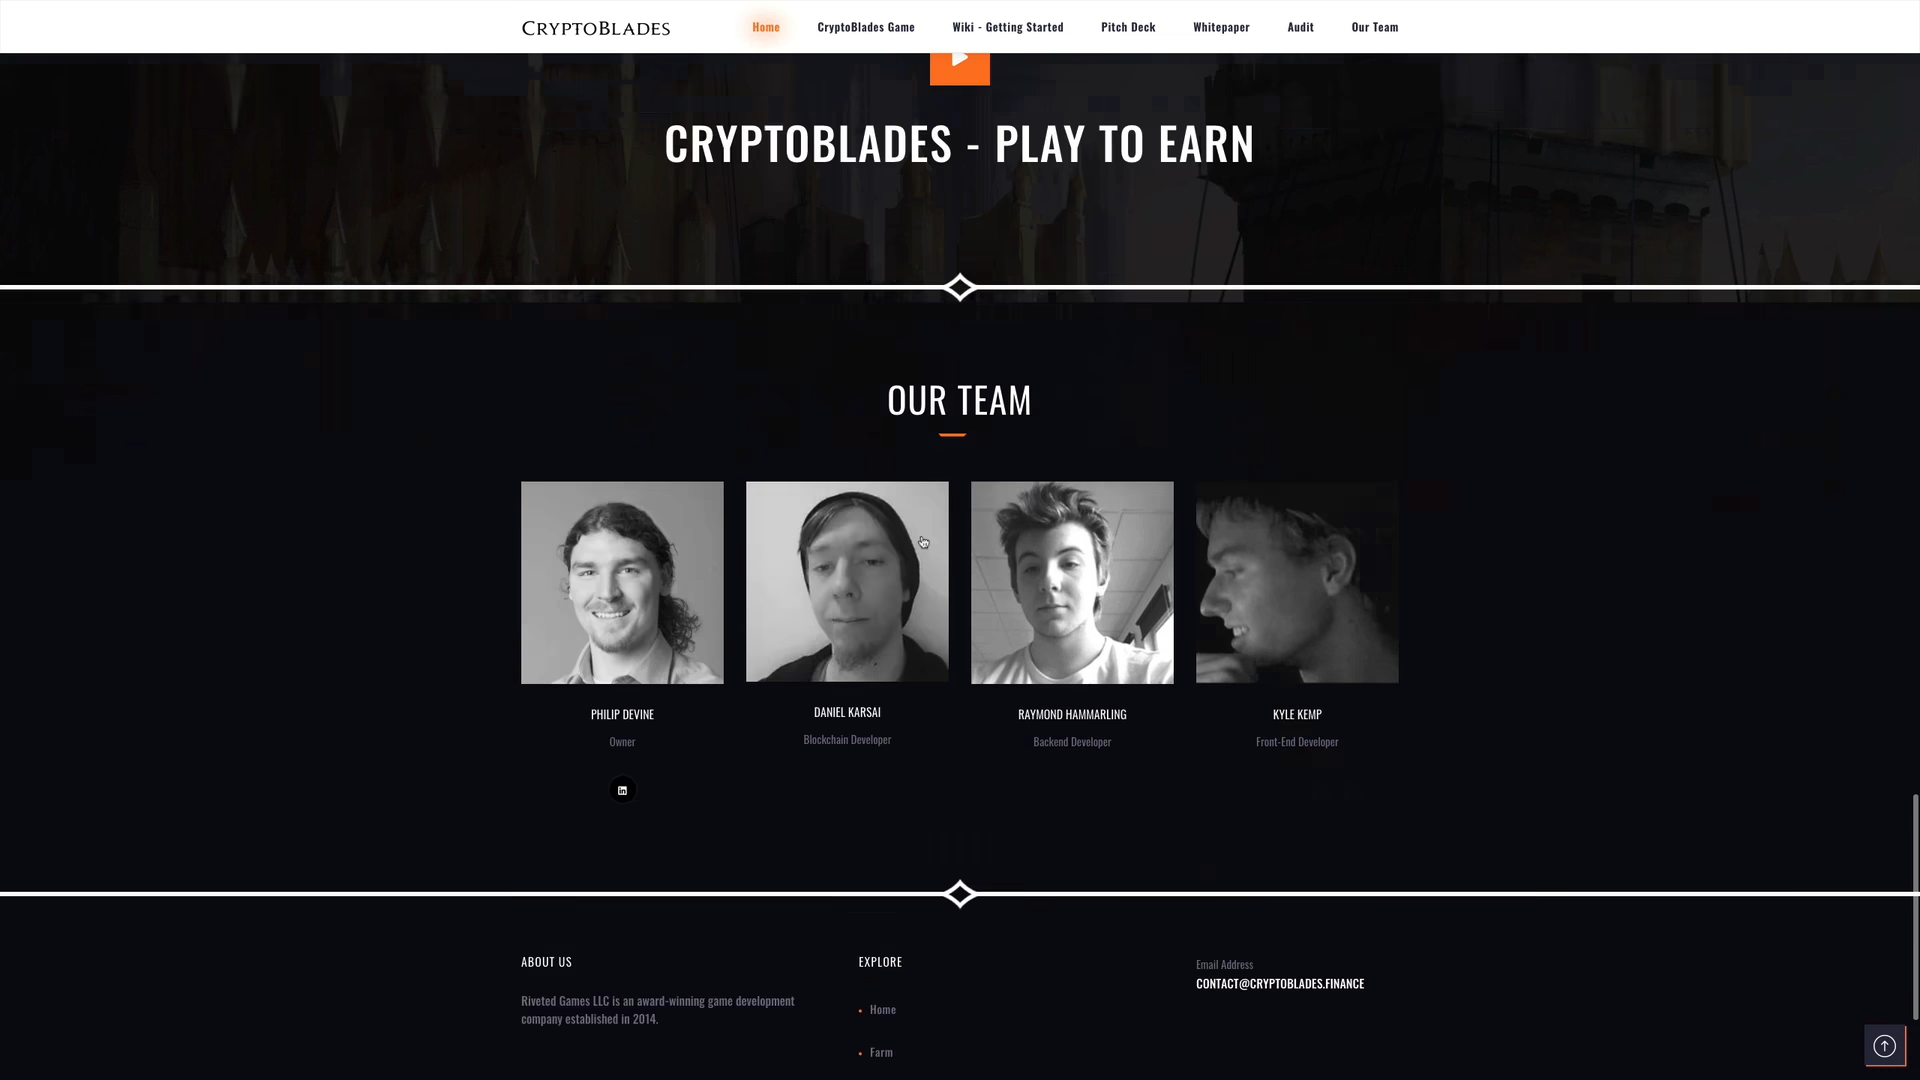 CRYPTOBLADES
Home
CryptoBlades Game
Wiki - Getting Started
Pitch Deck
Whitepaper
Audit
Our Team
CRYPTOBLADES - PLAY TO EARN
OUR TEAM
PHILIP DEVINE
Owner
DANIEL KARSAI
Blockchain Developer
RAYMOND HAMMARLING
Backend Developer
KYLE KEMP
Front-End Developer
in
ABOUT US
Riveted Games LLC is an award-winning game development
company established in 2014.
EXPLORE
Home
Farm
Email Address
CONTACT@CRYPTOBLADES.FINANCE